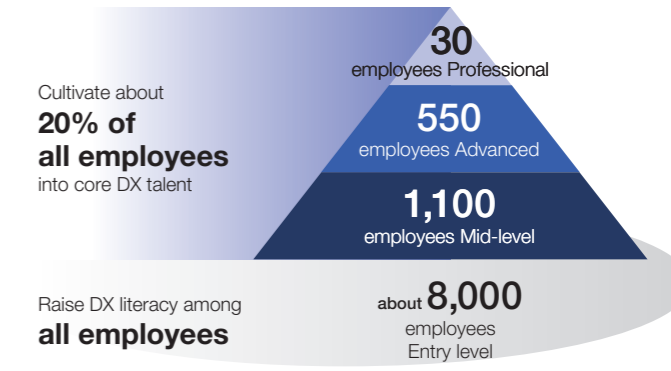 Cultivate about
20% of
all employees
into core DX talent
30
employees Professional
550
employees Advanced
1,100
employees Mid-level
Raise DX literacy among
all employees
about 8,000
employees
Entry level